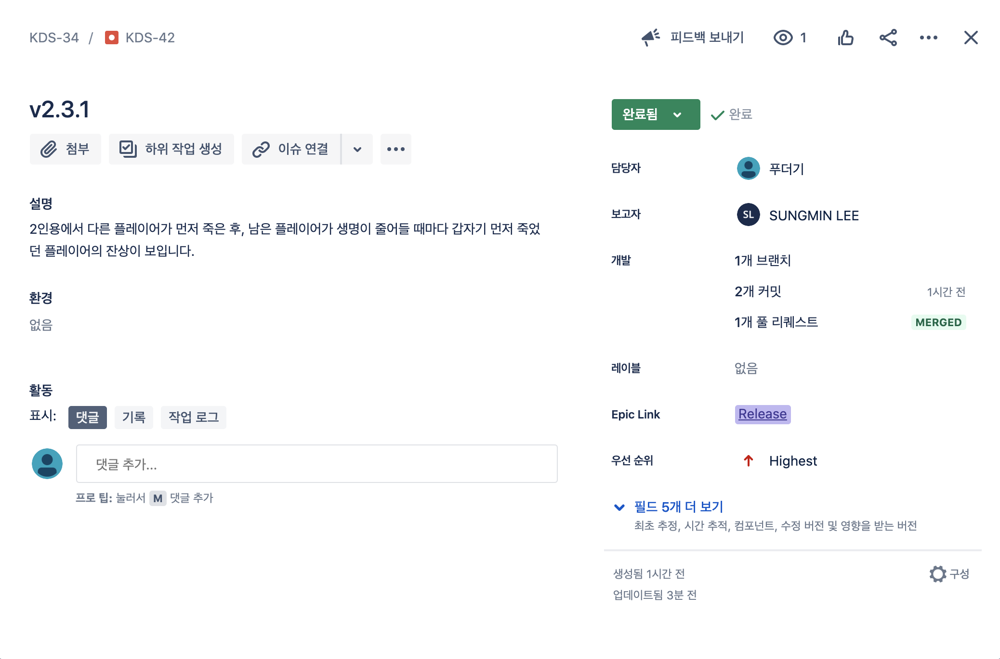 KDS-34 / KDS-42
피드백 보내기 1
v2.3.1
첨부 하위 작업 생성 이슈 연결
설명
2인용에서 다른 플레이어가 먼저 죽은 후, 남은 플레이어가 생명이 줄어들 때마다 갑자기 먼저 죽었
던 플레이어의 잔상이 보입니다.
환경
없음
활동
표시: 댓글 기록 작업 로그
댓글 추가...
프로 팁: 눌러서 M 댓글 추가
완료됨 완료
담당자 푸더기
보고자 SL SUNGMIN LEE
개발 1개 브랜치
2개 커밋 1시간 전
1개 풀 리퀘스트 MERGED
레이블 없음
Epic Link Release
우선 순위 Highest
필드 5개 더 보기
최초 추정, 시간 추적, 컴포넌트, 수정 버전 및 영향을 받는 버전
생성됨 1시간 전 구성
업데이트됨 3분 전